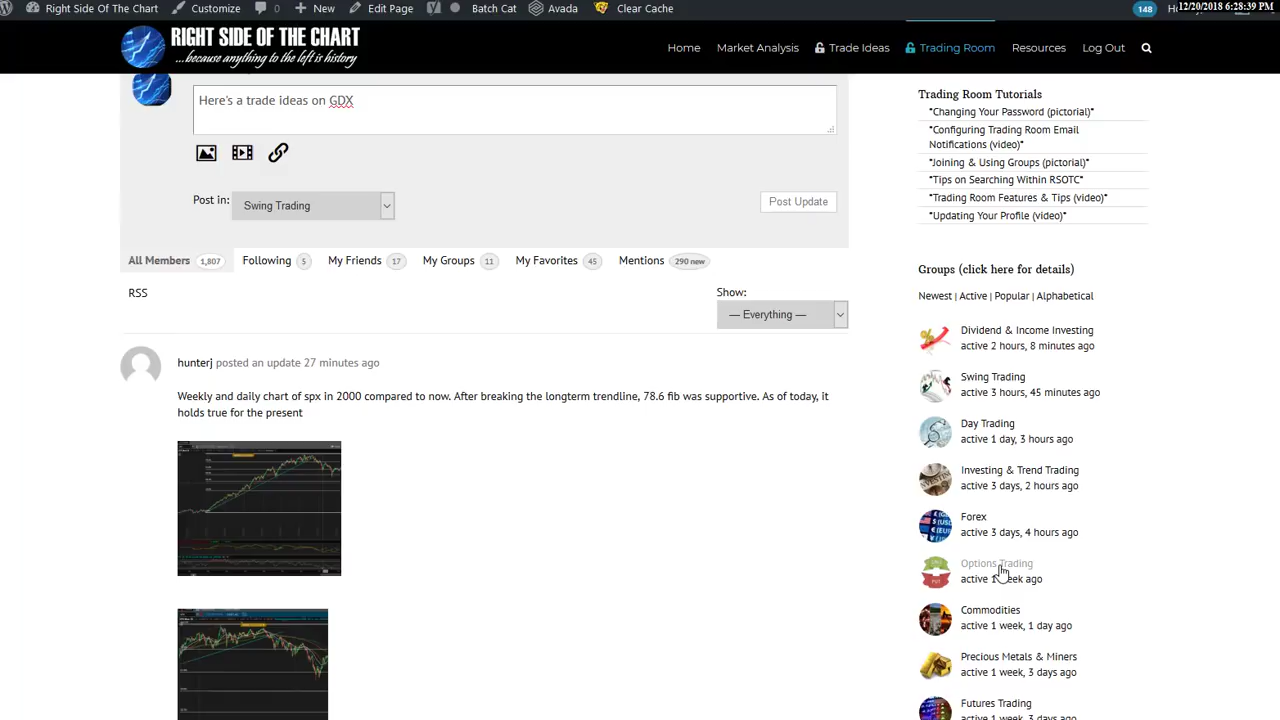 Right Side Of The Chart
Customize
0
New
Edit Page
Batch Cat
Avada
Clear Cache
148
12/20/2018 6:28:39 PM
RIGHT SIDE OF THE CHART
...because anything to the left is history
Home
Market Analysis
Trade Ideas
Trading Room
Resources
Log Out
Here's a trade ideas on GDX
Post in:
Swing Trading
Post Update
All Members 1,807
Following 5
My Friends 17
My Groups 11
My Favorites 45
Mentions 290 new
RSS
Show:
— Everything —
hunterj posted an update 27 minutes ago
Weekly and daily chart of spx in 2000 compared to now. After breaking the longterm trendline, 78.6 fib was supportive. As of today, it
holds true for the present
Trading Room Tutorials
*Changing Your Password (pictorial)*
*Configuring Trading Room Email
Notifications (video)*
*Joining & Using Groups (pictorial)*
*Tips on Searching Within RSOTC*
*Trading Room Features & Tips (video)*
*Updating Your Profile (video)*
Groups (click here for details)
Newest | Active | Popular | Alphabetical
Dividend & Income Investing
active 2 hours, 8 minutes ago
Swing Trading
active 3 hours, 45 minutes ago
Day Trading
active 1 day, 3 hours ago
Investing & Trend Trading
active 3 days, 2 hours ago
Forex
active 3 days, 4 hours ago
Options Trading
active 1 week ago
Commodities
active 1 week, 1 day ago
Precious Metals & Miners
active 1 week, 3 days ago
Futures Trading
active 1 week, 3 days ago